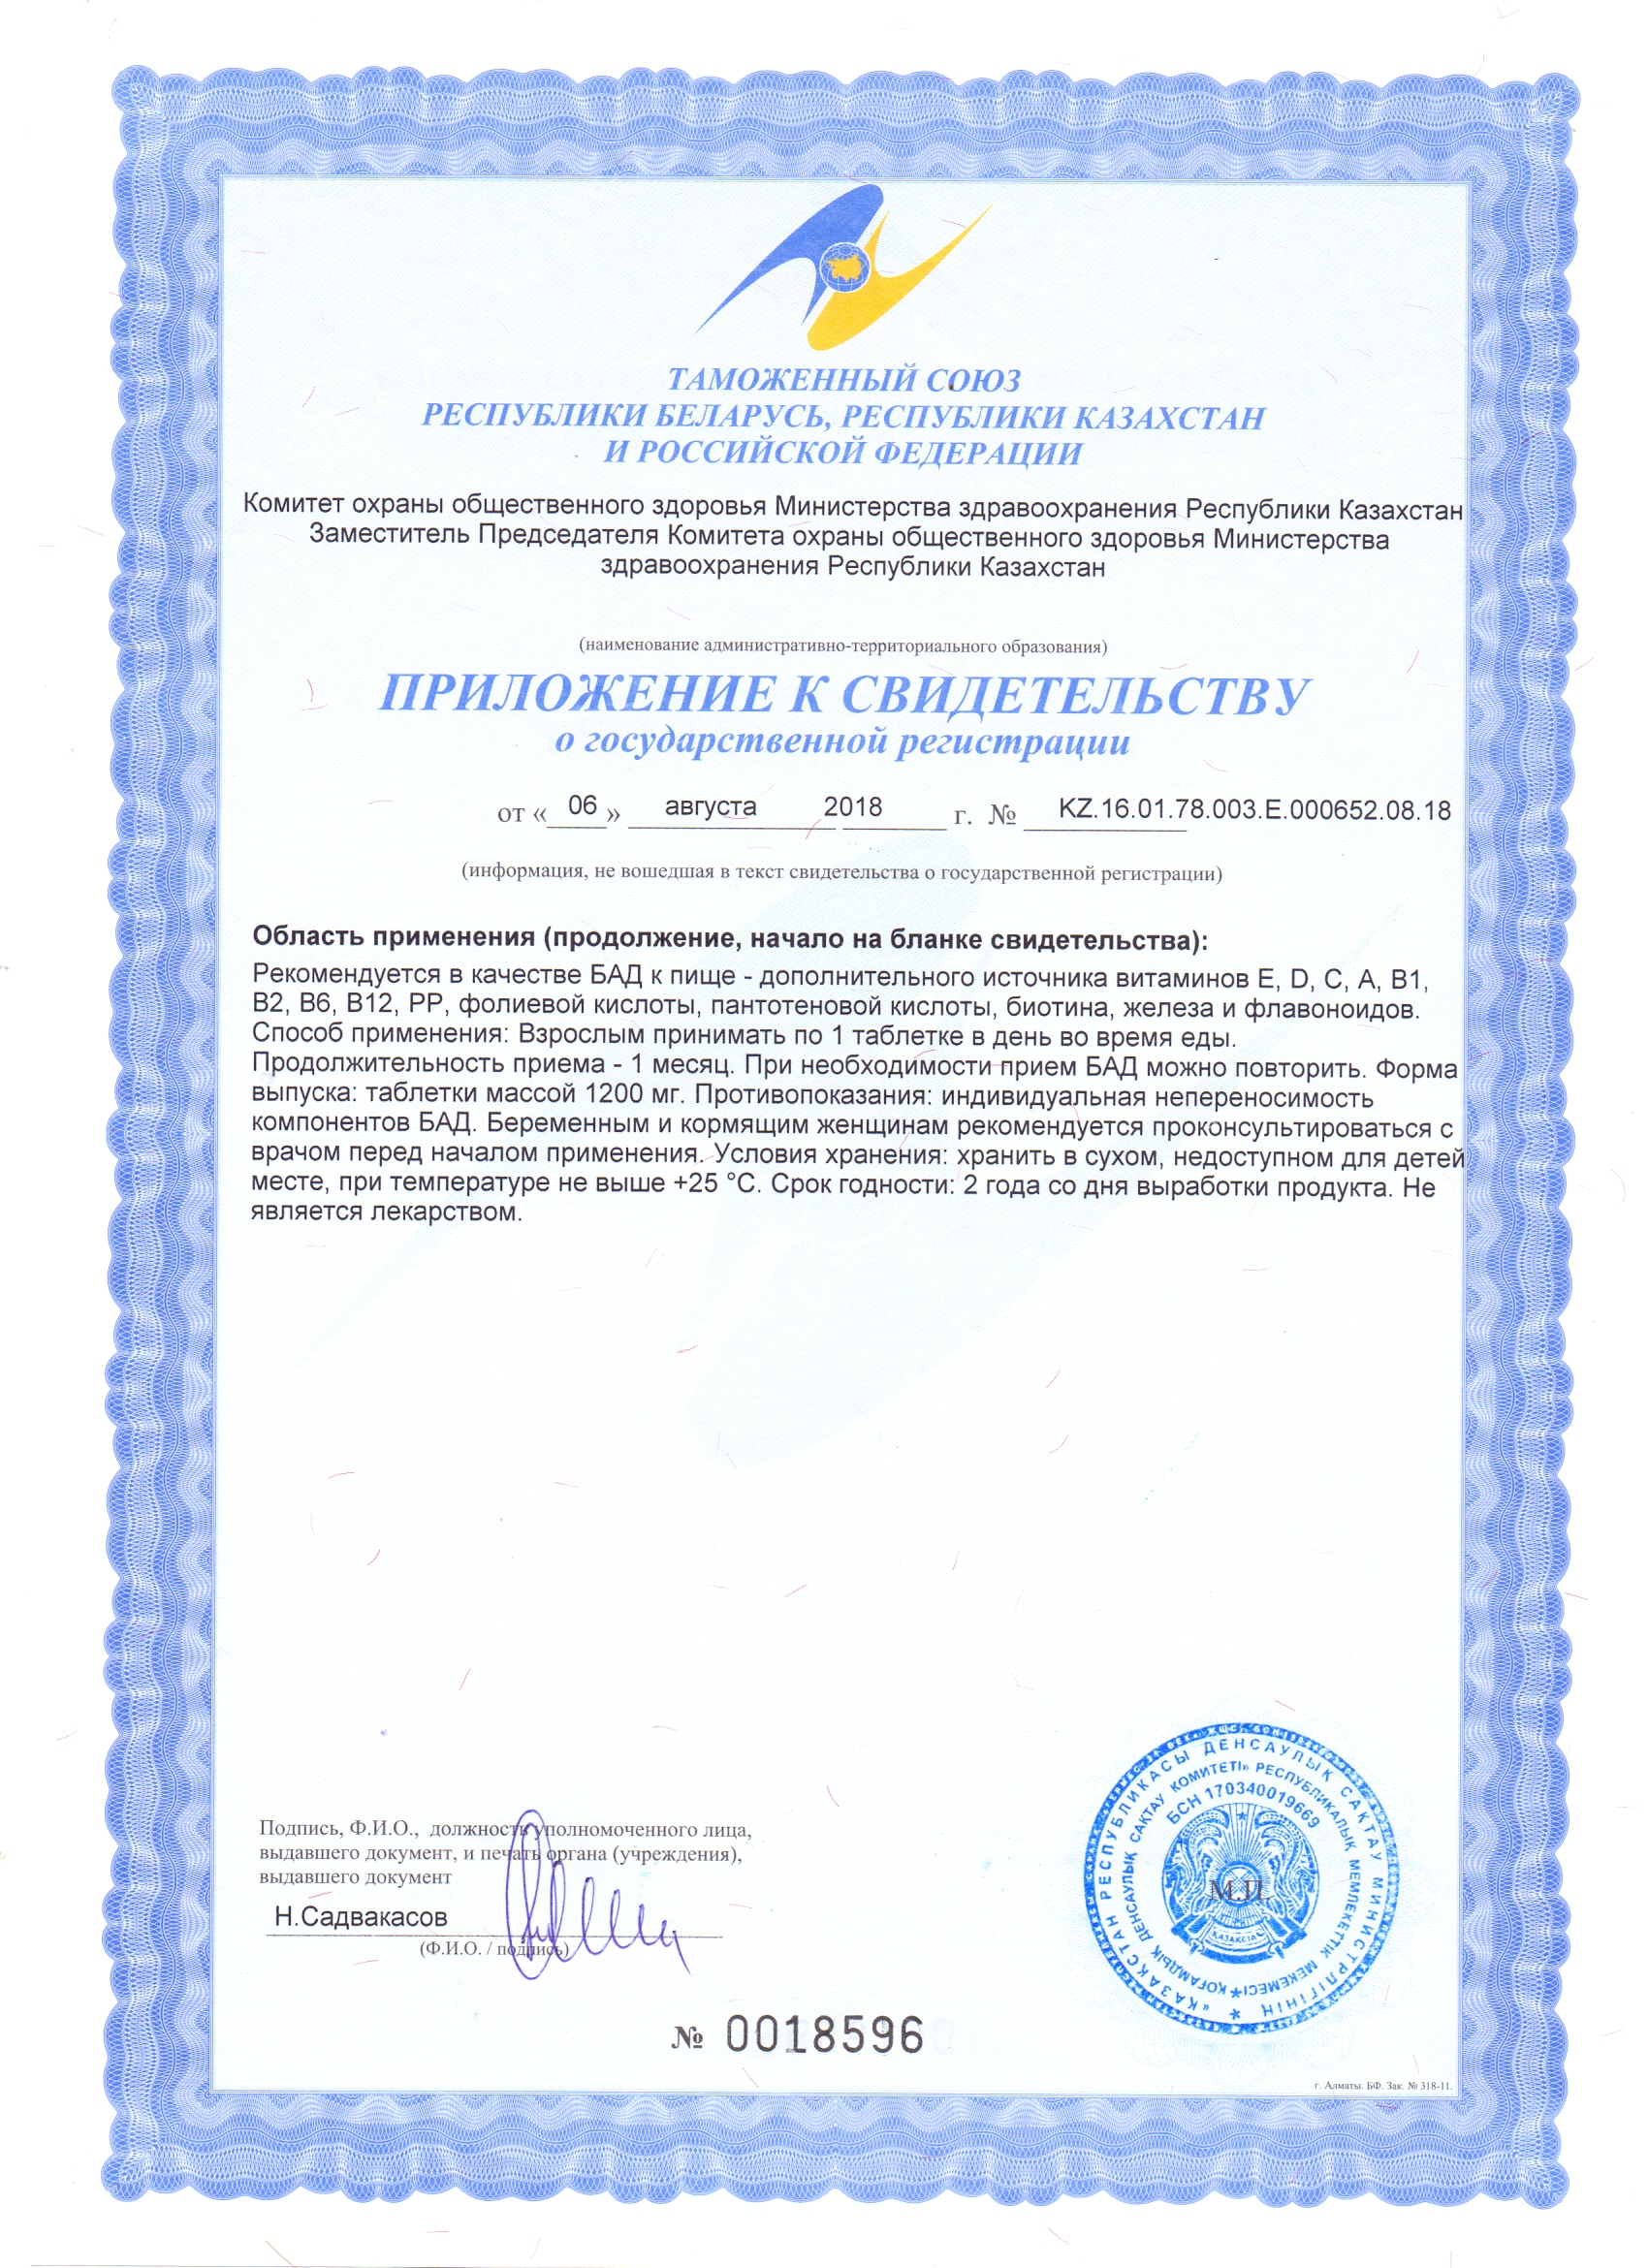 ТАМОЖЕННЫЙ СОЮЗ
РЕСПУБЛИКИ БЕЛАРУСЬ, РЕСПУБЛИКИ КАЗАХСТАН
И РОССИЙСКОЙ ФЕДЕРАЦИИ
Комитет охраны общественного здоровья Министерства здравоохранения Республики Казахстан
Заместитель Председателя Комитета охраны общественного здоровья Министерства
здравоохранения Республики Казахстан
(наименование административно-территориального образования)
ПРИЛОЖЕНИЕ К СВИДЕТЕЛЬСТВУ
о государственной регистрации
от « 06 » августа 2018 г. № KZ.16.01.78.003.E.000652.08.18
(информация, не вошедшая в текст свидетельства о государственной регистрации)
Область применения (продолжение, начало на бланке свидетельства):
Рекомендуется в качестве БАД к пище - дополнительного источника витаминов Е, D, С, А, В1,
В2, В6, В12, РР, фолиевой кислоты, пантотеновой кислоты, биотина, железа и флавоноидов.
Способ применения: Взрослым принимать по 1 таблетке в день во время еды.
Продолжительность приема - 1 месяц. При необходимости прием БАД можно повторить. Форма
выпуска: таблетки массой 1200 мг. Противопоказания: индивидуальная непереносимость
компонентов БАД. Беременным и кормящим женщинам рекомендуется проконсультироваться с
врачом перед началом применения. Условия хранения: хранить в сухом, недоступном для детей
месте, при температуре не выше +25 °С. Срок годности: 2 года со дня выработки продукта. Не
является лекарством.
Подпись, Ф.И.О., должность уполномоченного лица,
выдавшего документ, и печать органа (учреждения),
выдавшего документ
Н.Садвакасов
(Ф.И.О. / подпись)
«ҚАЗАҚСТАН РЕСПУБЛИКАСЫ ДЕНСАУЛЫҚ САҚТАУ МИНИСТРЛІГІНІҢ
ҚОҒАМДЫҚ ДЕНСАУЛЫҚ САҚТАУ КОМИТЕТІ» РЕСПУБЛИКАЛЫҚ МЕМЛЕКЕТТІК МЕКЕМЕСІ
БСН 170340019669
М.П.
ҚАЗАҚСТАН
№ 0018596
г. Алматы. БФ. Зак. № 318-11.